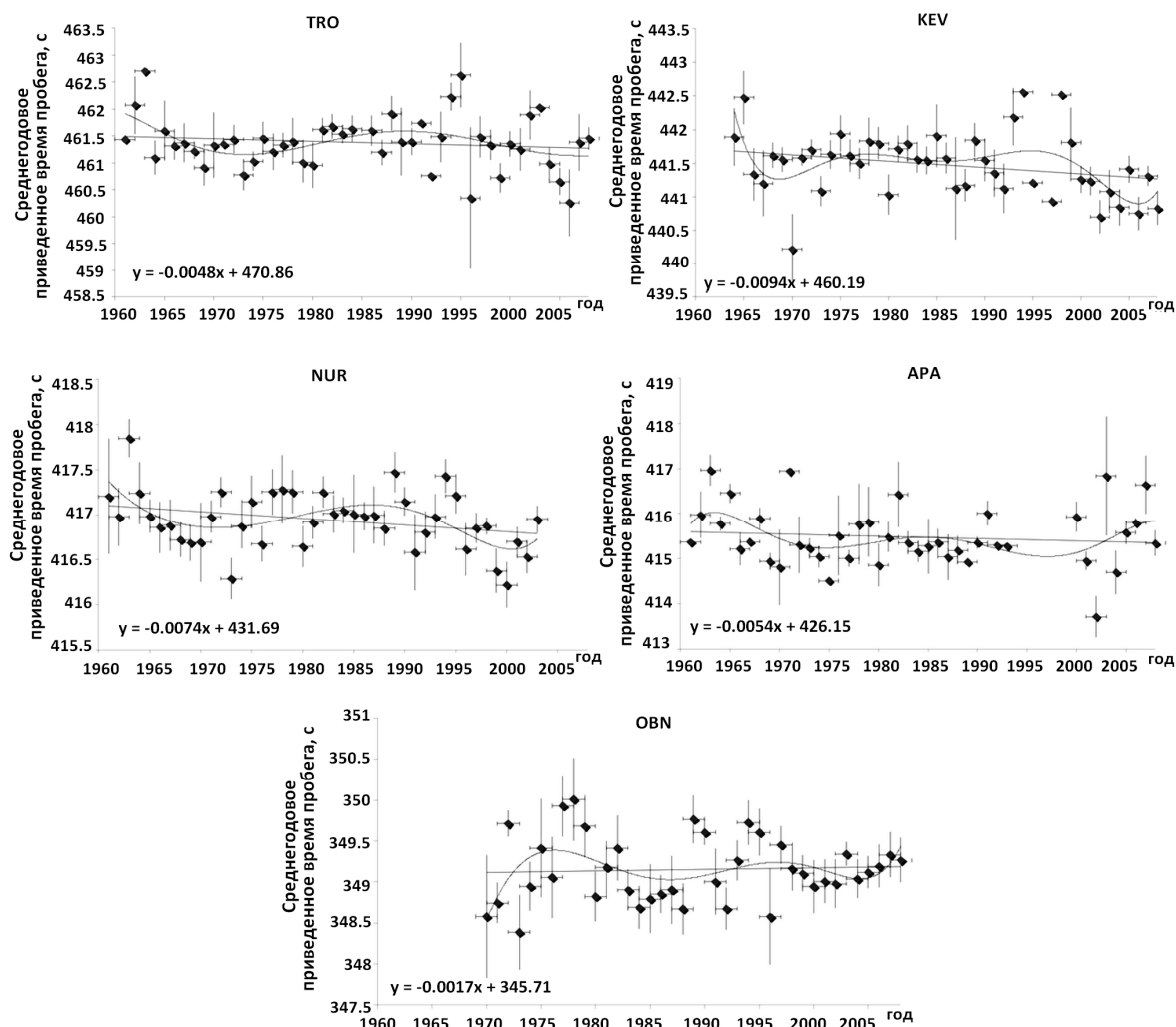 TRO
Среднегодовое
приведенное время пробега, с
463.5
463
462.5
462
461.5
461
460.5
460
459.5
459
458.5
y = -0.0048x + 470.86
1960 1965 1970 1975 1980 1985 1990 1995 2000 2005
год
KEV
Среднегодовое
приведенное время пробега, с
443.5
443
442.5
442
441.5
441
440.5
440
439.5
y = -0.0094x + 460.19
1960 1965 1970 1975 1980 1985 1990 1995 2000 2005
год
NUR
Среднегодовое
приведенное время пробега, с
418.5
418
417.5
417
416.5
416
415.5
y = -0.0074x + 431.69
1960 1965 1970 1975 1980 1985 1990 1995 2000 2005
год
APA
Среднегодовое
приведенное время пробега, с
419
418
417
416
415
414
413
y = -0.0054x + 426.15
1960 1965 1970 1975 1980 1985 1990 1995 2000 2005
год
OBN
Среднегодовое
приведенное время пробега, с
351
350.5
350
349.5
349
348.5
348
347.5
y = -0.0017x + 345.71
1960 1965 1970 1975 1980 1985 1990 1995 2000 2005
год